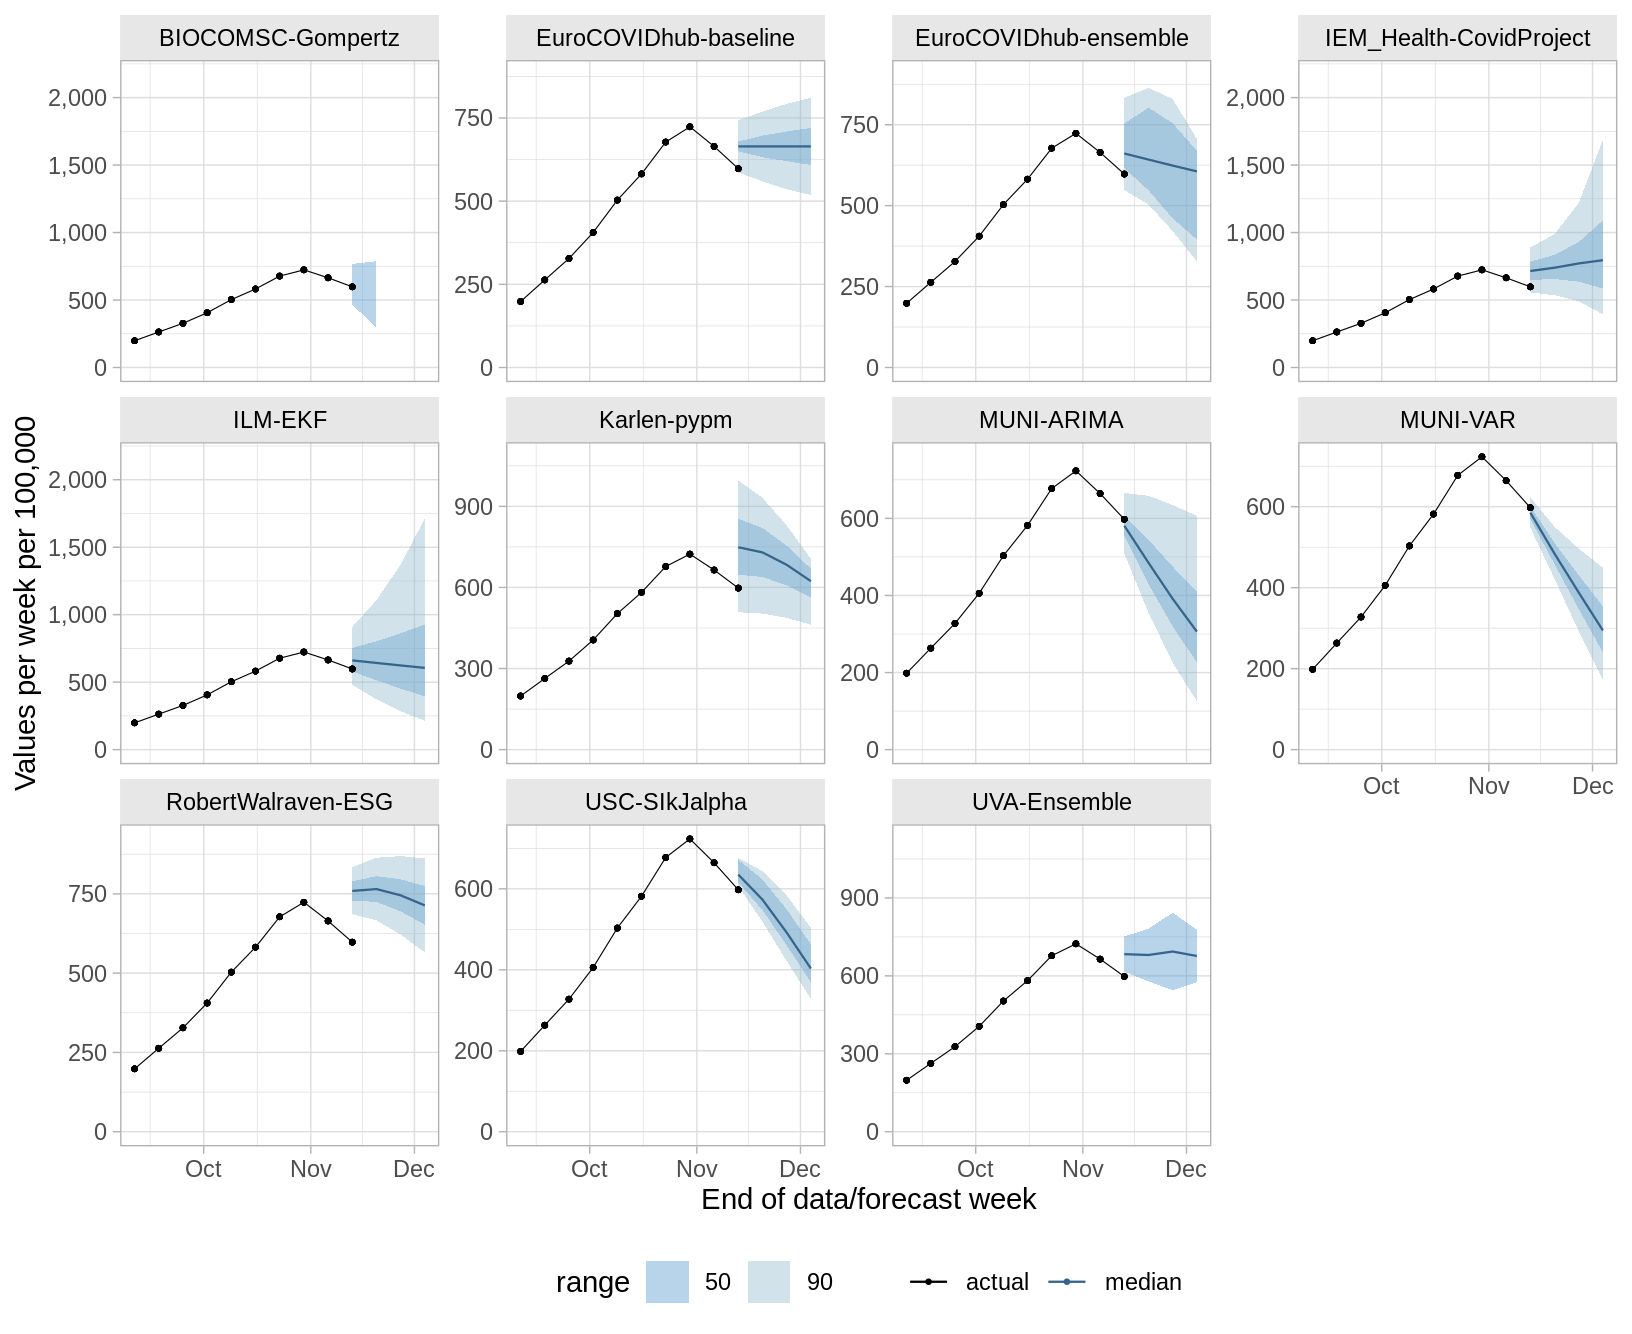 BIOCOMSC-Gompertz EuroCOVIDhub-baseline EuroCOVIDhub-ensemble IEM_Health-CovidProject
2,000 750 750 2,000
1,500 500 500 1,500
1,000 250 250 1,000
500 0 0 500
0 0
ILM-EKF Karlen-pypm MUNI-ARIMA MUNI-VAR
2,000 900 600 600
1,500 600 400 400
1,000 300 200 200
500 0 0 0
0 Oct Nov Dec
Values per week per 100,000
RobertWalraven-ESG USC-SIkJalpha UVA-Ensemble
750 600 900
500 400 600
250 200 300
0 0 0
Oct Nov Dec Oct Nov Dec Oct Nov Dec
End of data/forecast week
range 50 90 actual median